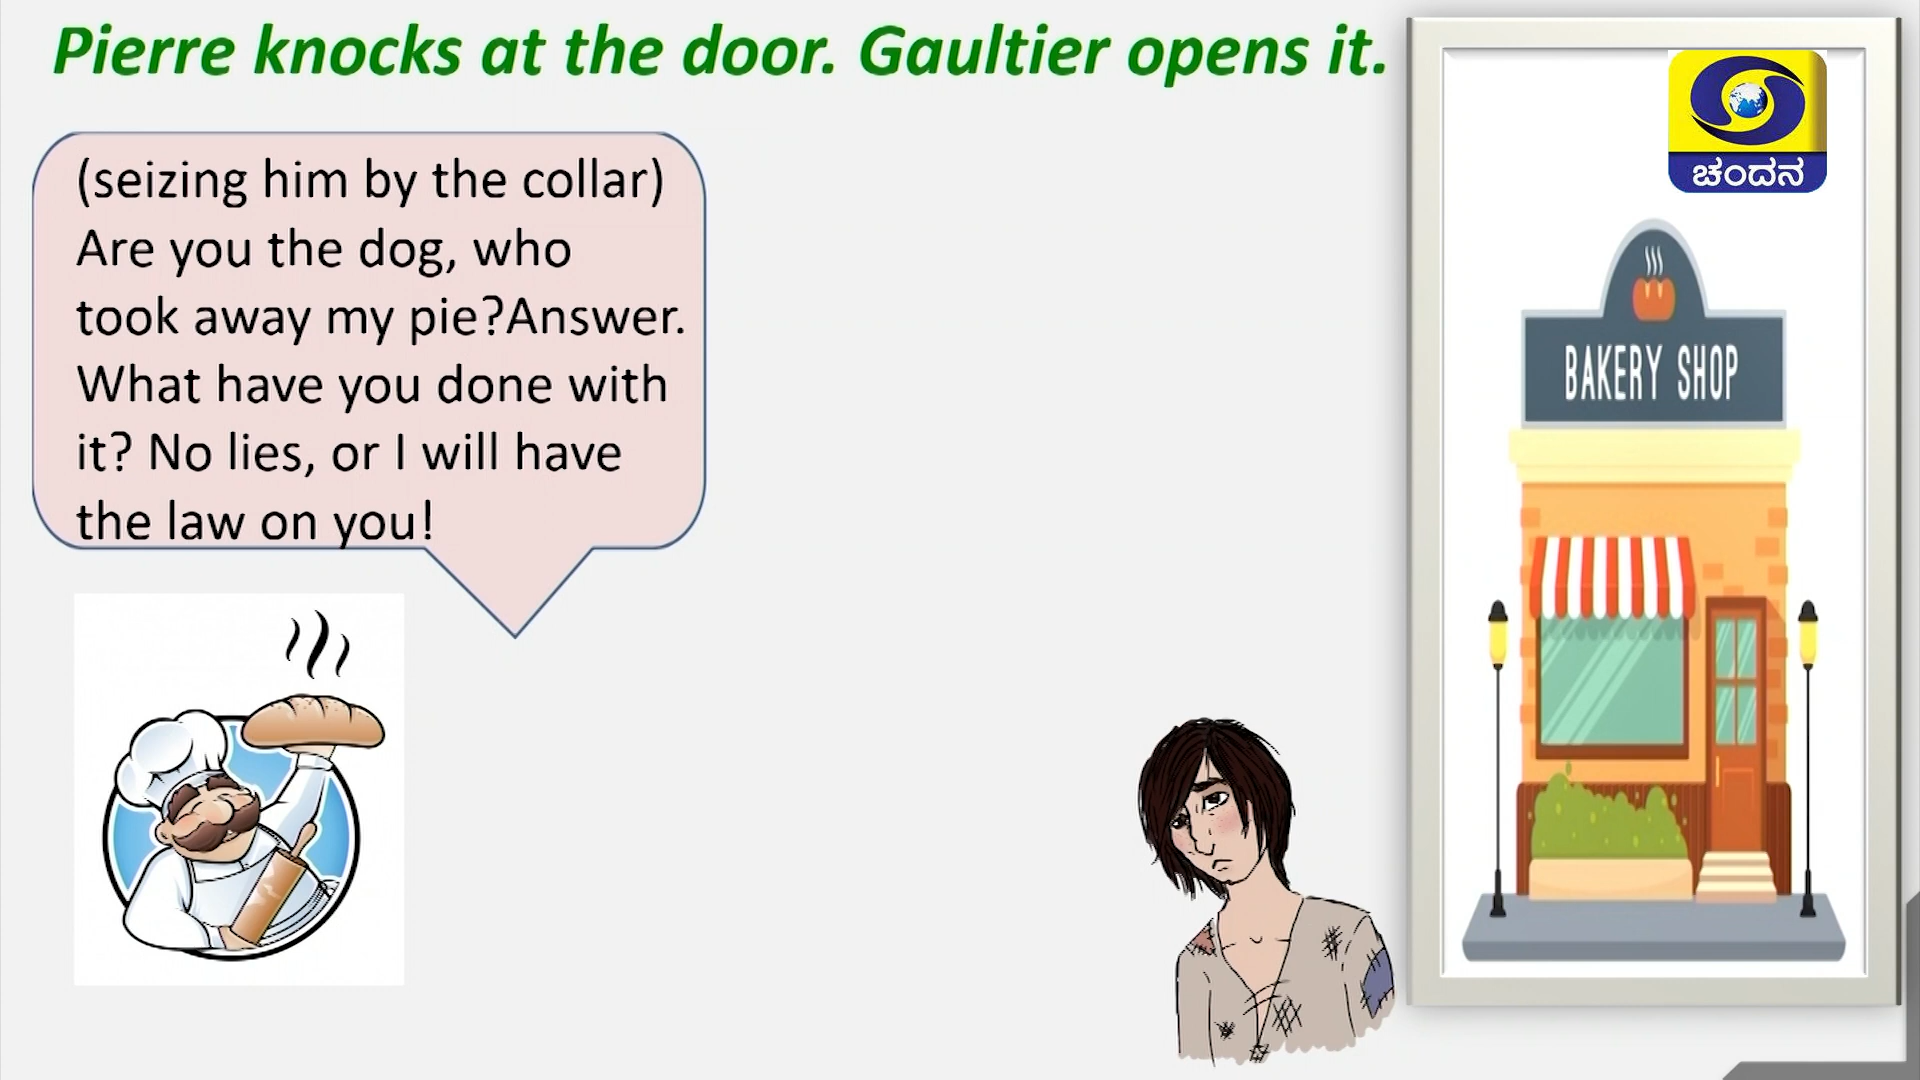 Pierre knocks at the door. Gaultier opens it.
(seizing him by the collar)
Are you the dog, who
took away my pie?Answer.
What have you done with
it? No lies, or I will have
the law on you!
ಚಂದನ
BAKERY SHOP